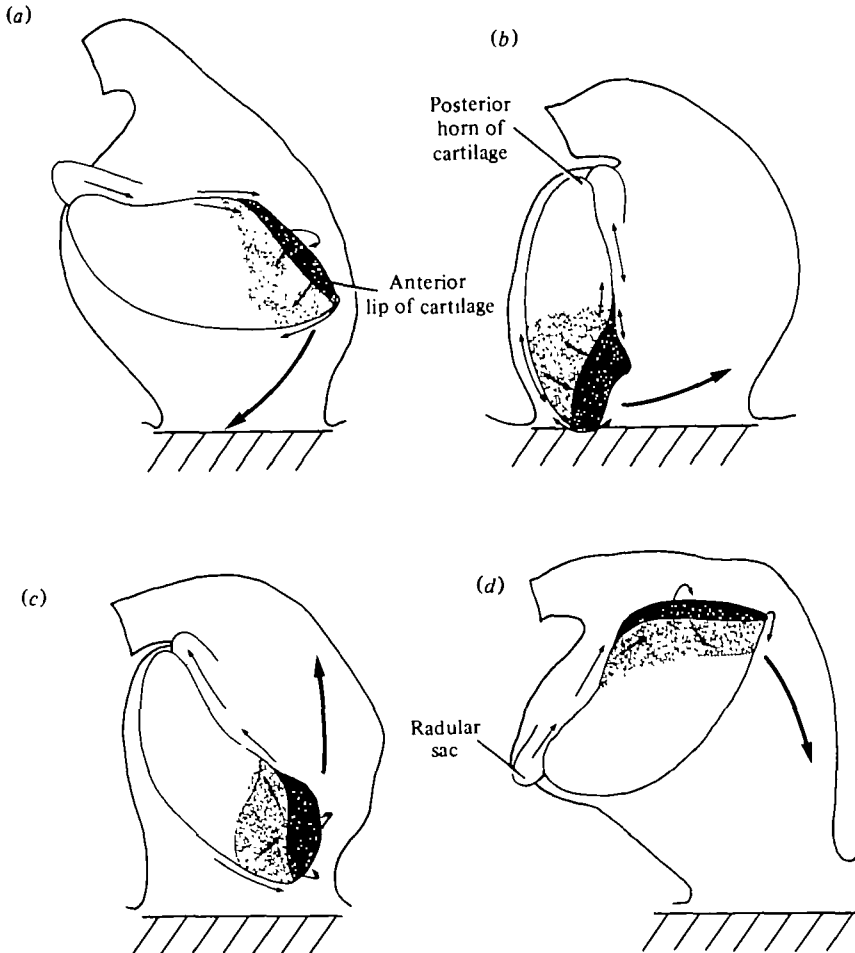 (a)
(b)
Posterior
horn of
cartilage
Anterior
lip of cartilage
(c)
(d)
Radular
sac